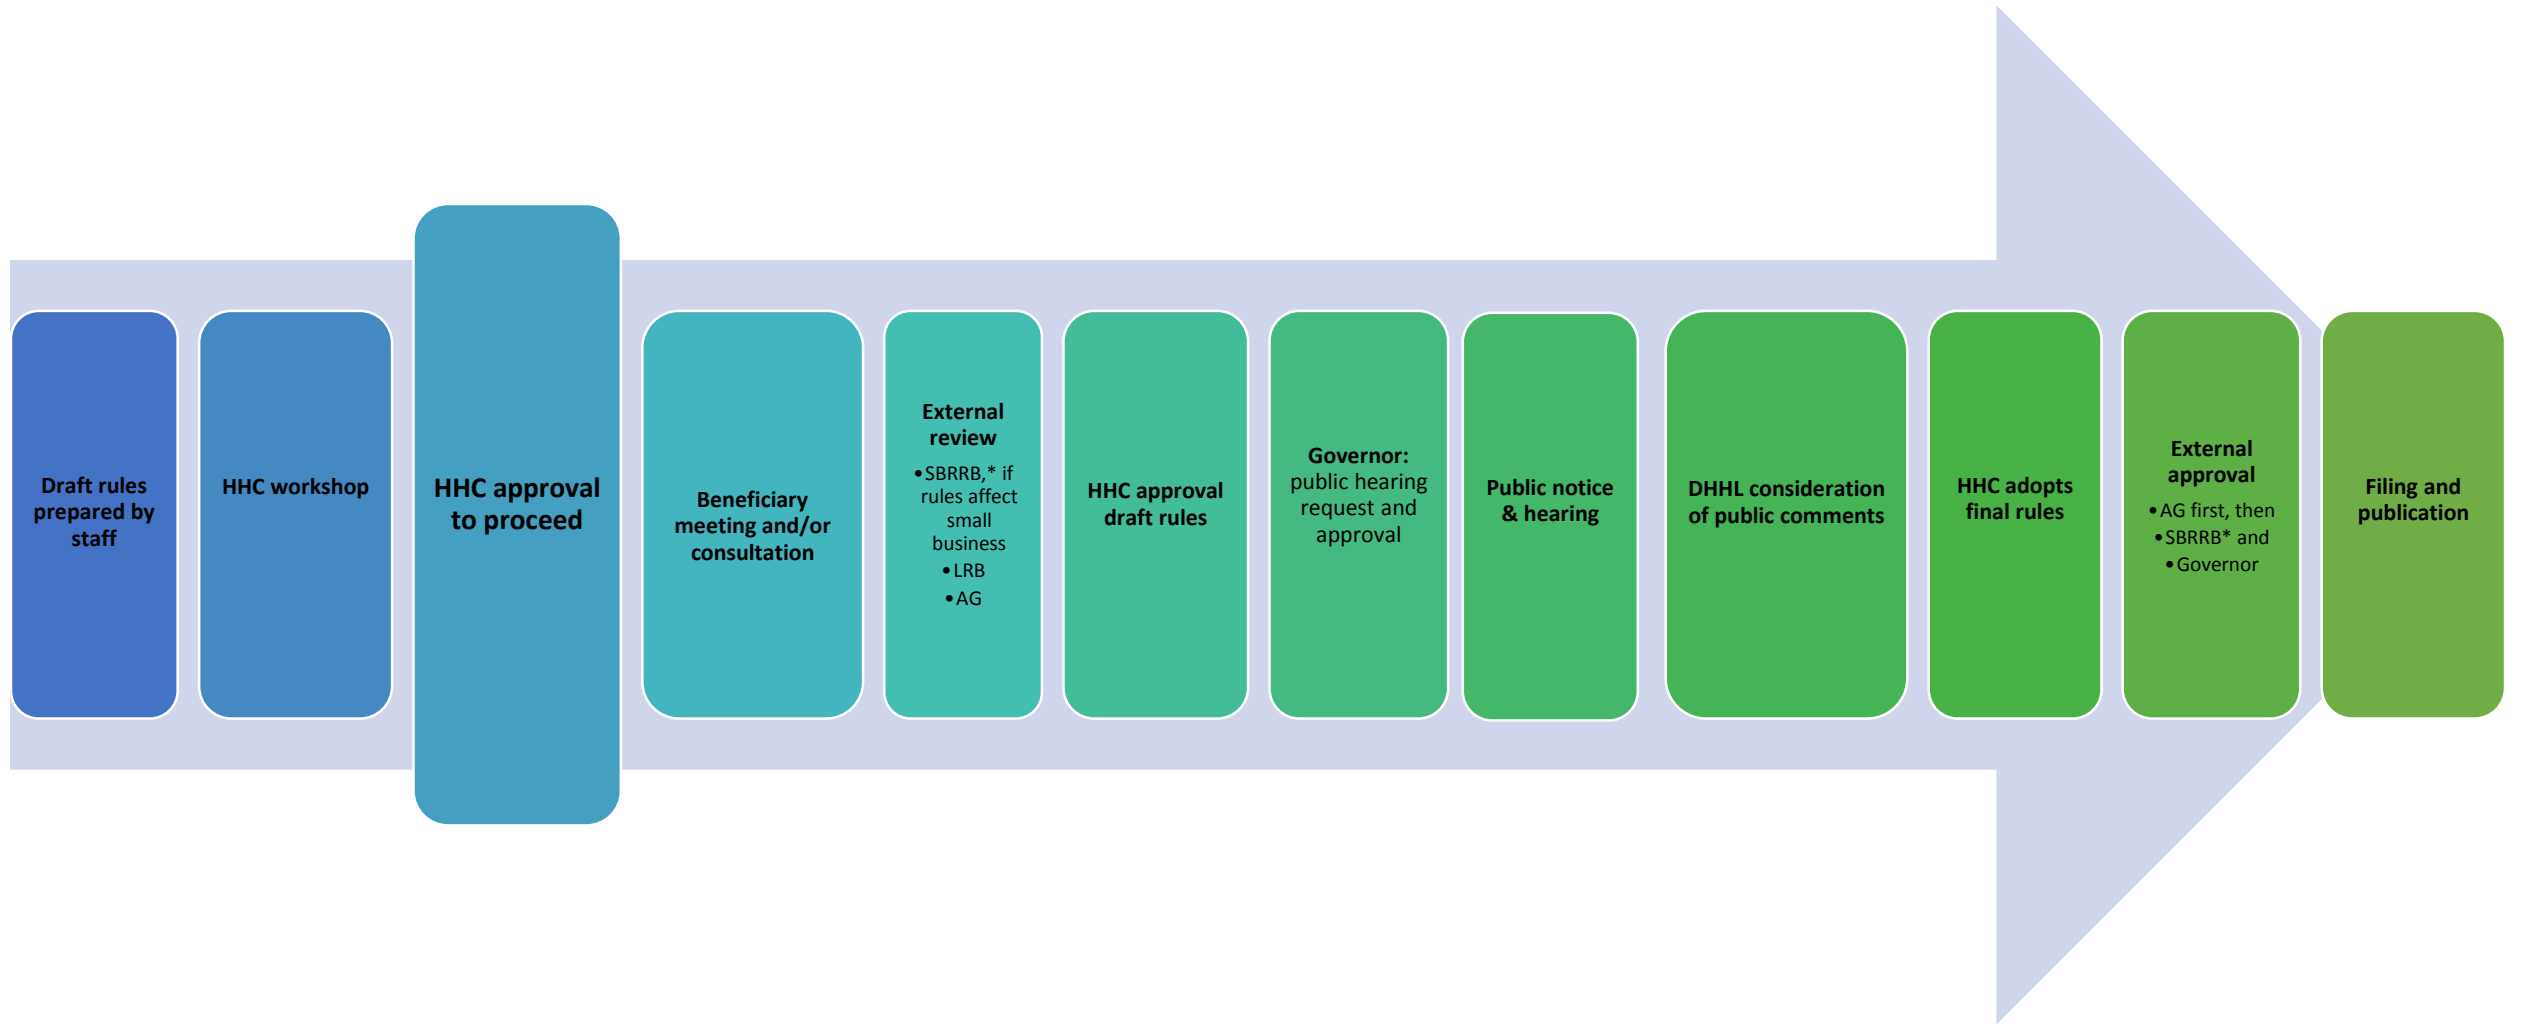 Draft rules
prepared by
staff
HHC workshop
HHC approval
to proceed
Beneficiary
meeting and/or
consultation
External
review
•SBRRB,* if
rules affect
small
business
•LRB
•AG
HHC approval
draft rules
Governor:
public hearing
request and
approval
Public notice
& hearing
DHHL consideration
of public comments
HHC adopts
final rules
External
approval
•AG first, then
•SBRRB* and
•Governor
Filing and
publication